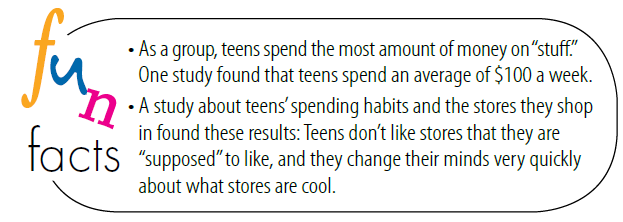 fun
facts
• As a group, teens spend the most amount of money on “stuff.”
One study found that teens spend an average of $100 a week.
• A study about teens’ spending habits and the stores they shop
in found these results: Teens don’t like stores that they are
“supposed” to like, and they change their minds very quickly
about what stores are cool.